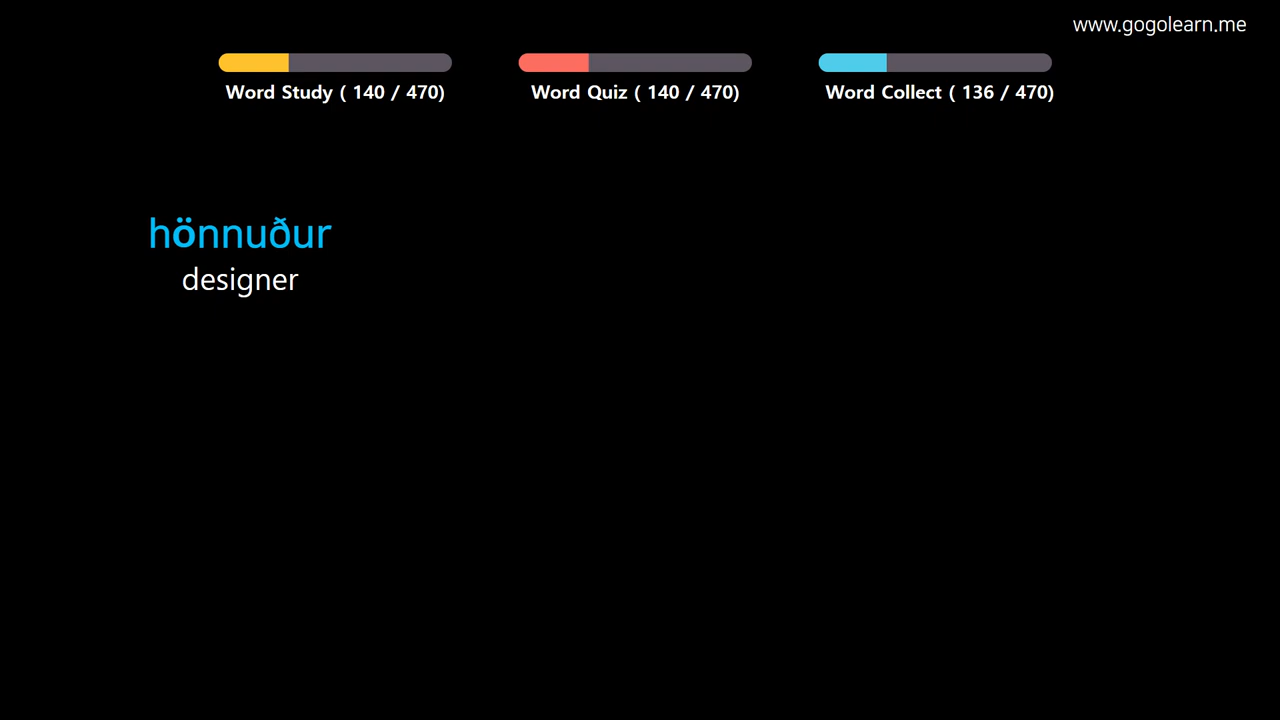 www.gogolearn.me
Word Study ( 140 / 470)
Word Quiz ( 140 / 470)
Word Collect ( 136 / 470)
hönnuður
designer